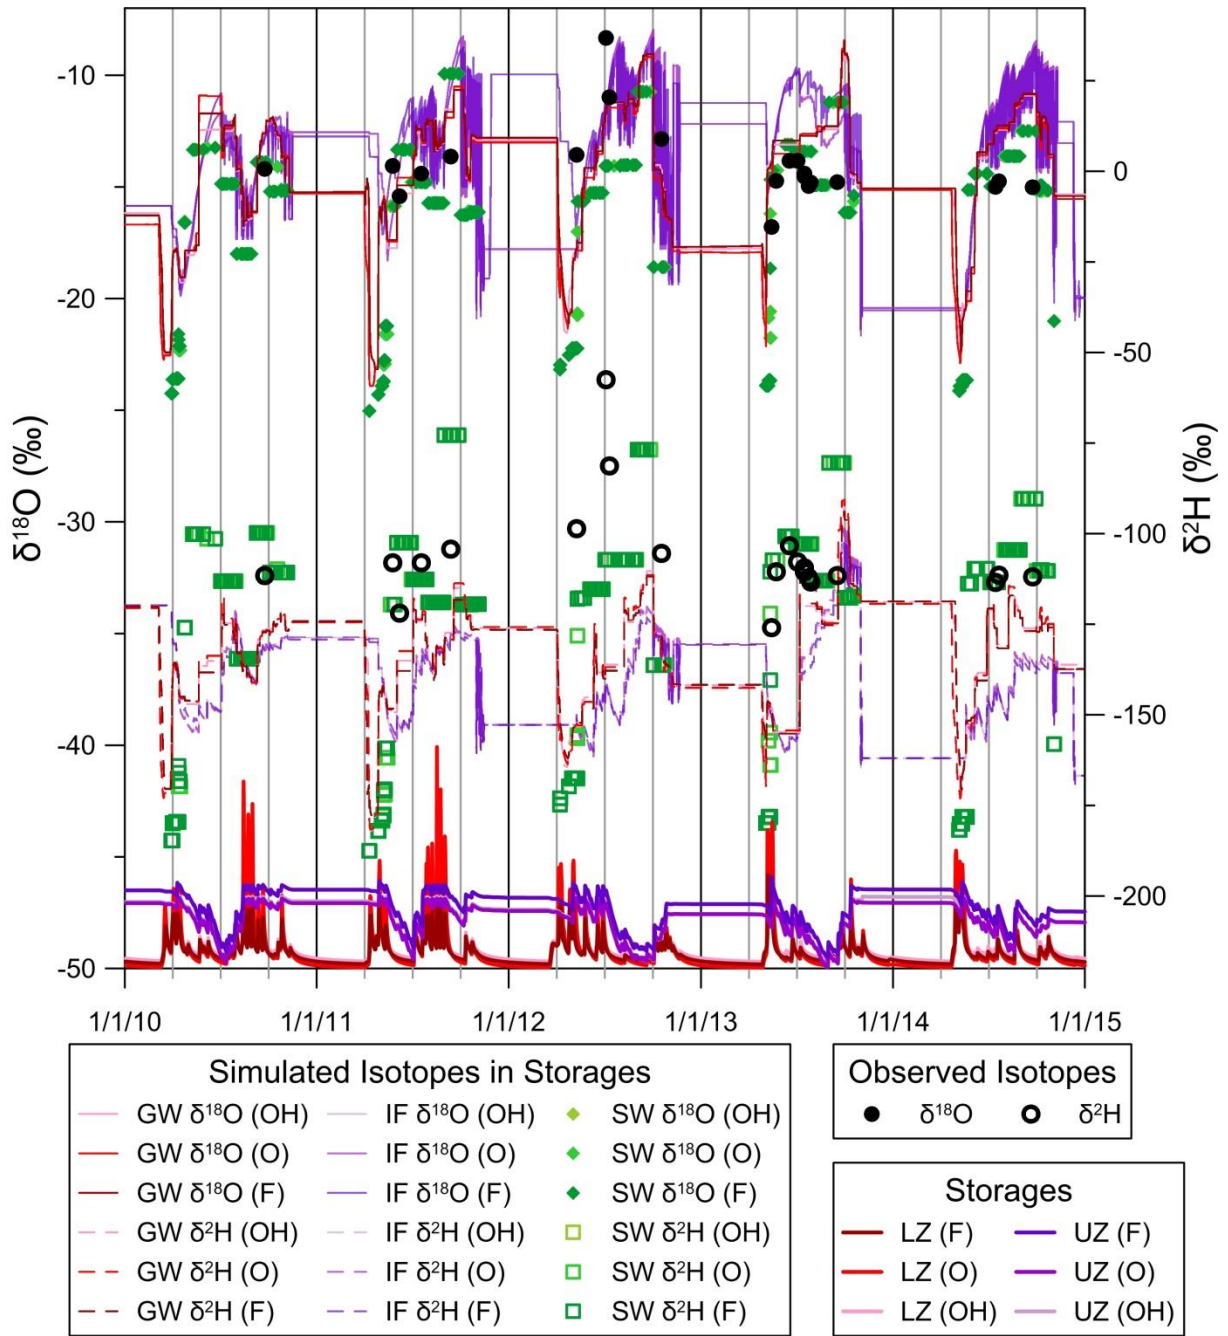 -10
-20
-30
-40
-50
δ¹⁸O (‰)
0
-50
-100
-150
-200
δ²H (‰)
1/1/10 1/1/11 1/1/12 1/1/13 1/1/14 1/1/15
Simulated Isotopes in Storages
GW δ¹⁸O (OH) IF δ¹⁸O (OH) SW δ¹⁸O (OH)
GW δ¹⁸O (O) IF δ¹⁸O (O) SW δ¹⁸O (O)
GW δ¹⁸O (F) IF δ¹⁸O (F) SW δ¹⁸O (F)
GW δ²H (OH) IF δ²H (OH) SW δ²H (OH)
GW δ²H (O) IF δ²H (O) SW δ²H (O)
GW δ²H (F) IF δ²H (F) SW δ²H (F)
Observed Isotopes
δ¹⁸O δ²H
Storages
LZ (F) UZ (F)
LZ (O) UZ (O)
LZ (OH) UZ (OH)